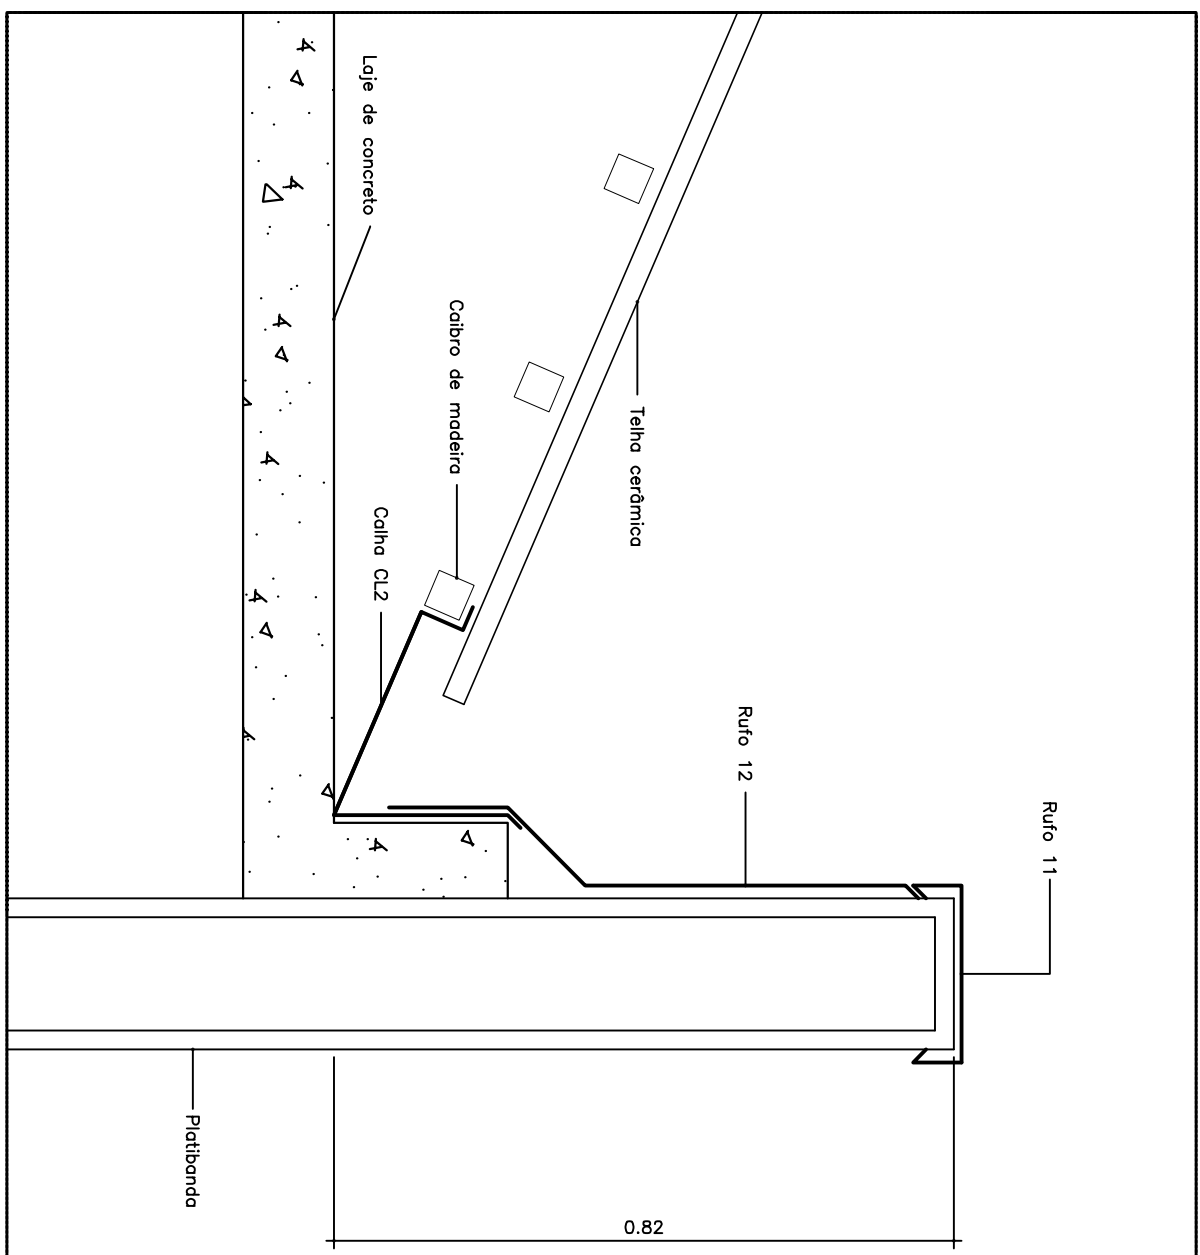 Rufo 11
Rufo 12
Telha cerâmica
Caibro de madeira
Calha CL2
Laje de concreto
Platibanda
0.82